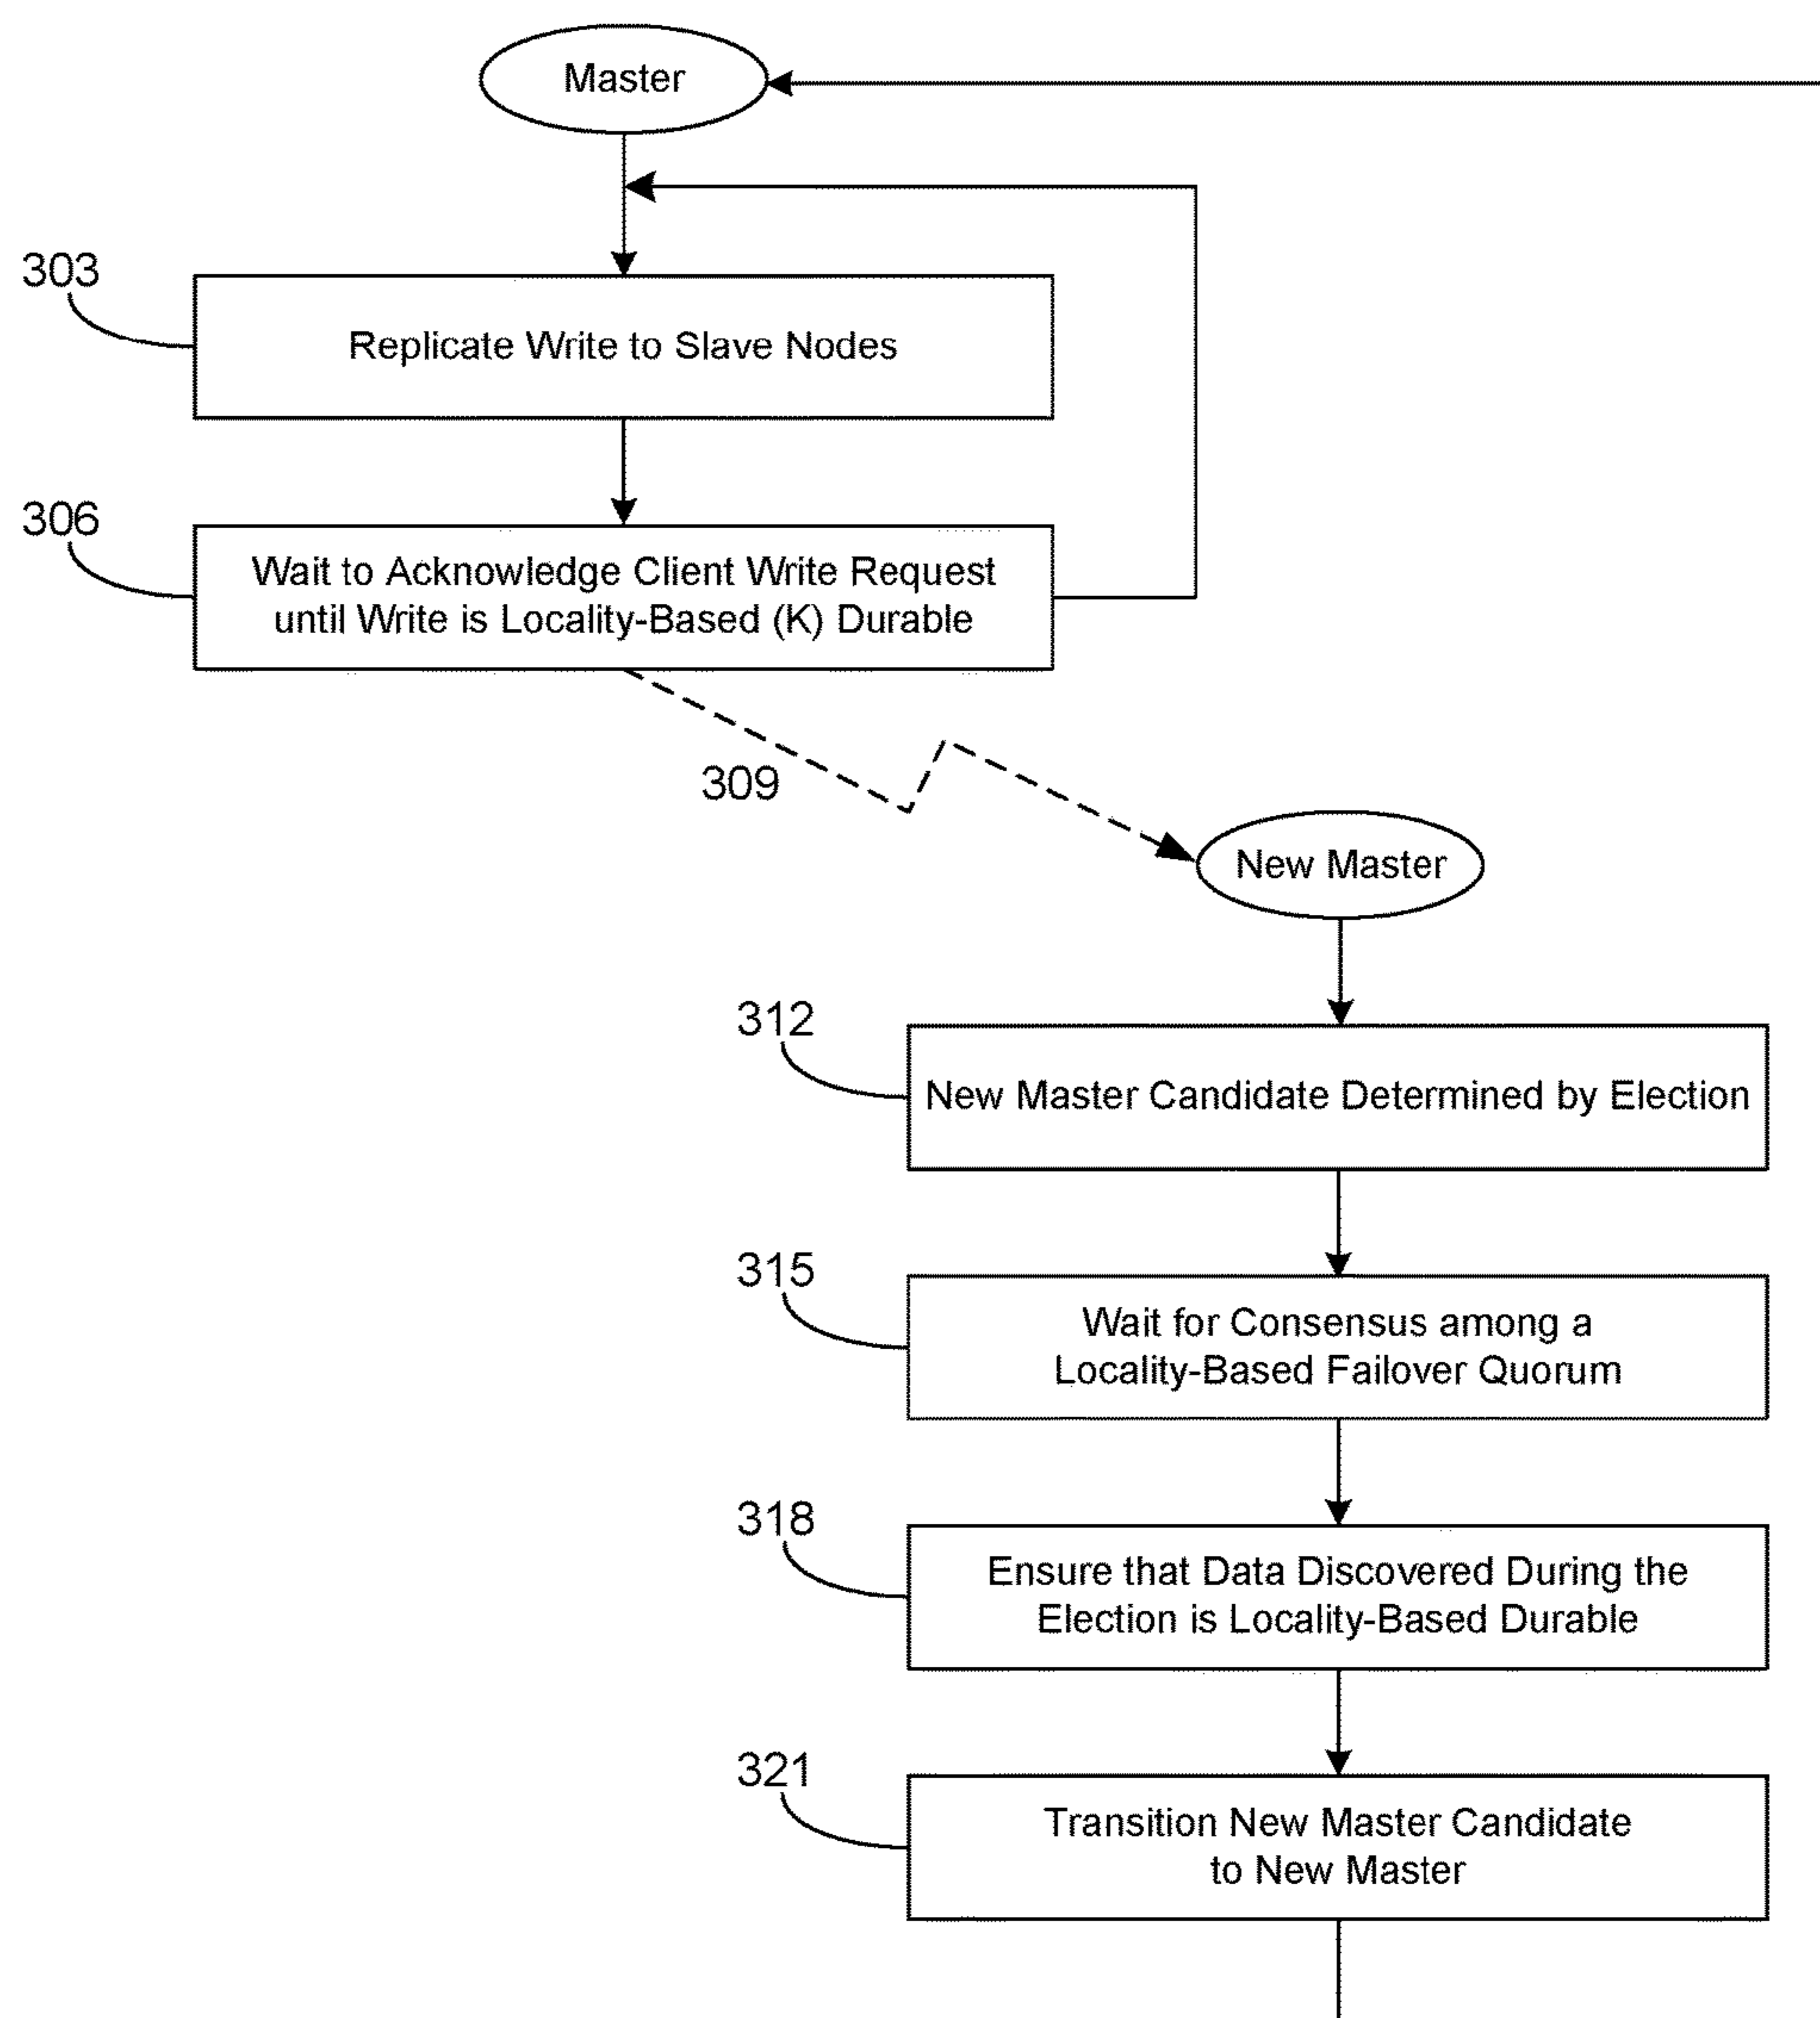 Master
303
Replicate Write to Slave Nodes
306
Wait to Acknowledge Client Write Request
until Write is Locality-Based (K) Durable
309
New Master
312
New Master Candidate Determined by Election
315
Wait for Consensus among a
Locality-Based Failover Quorum
318
Ensure that Data Discovered During the
Election is Locality-Based Durable
321
Transition New Master Candidate
to New Master